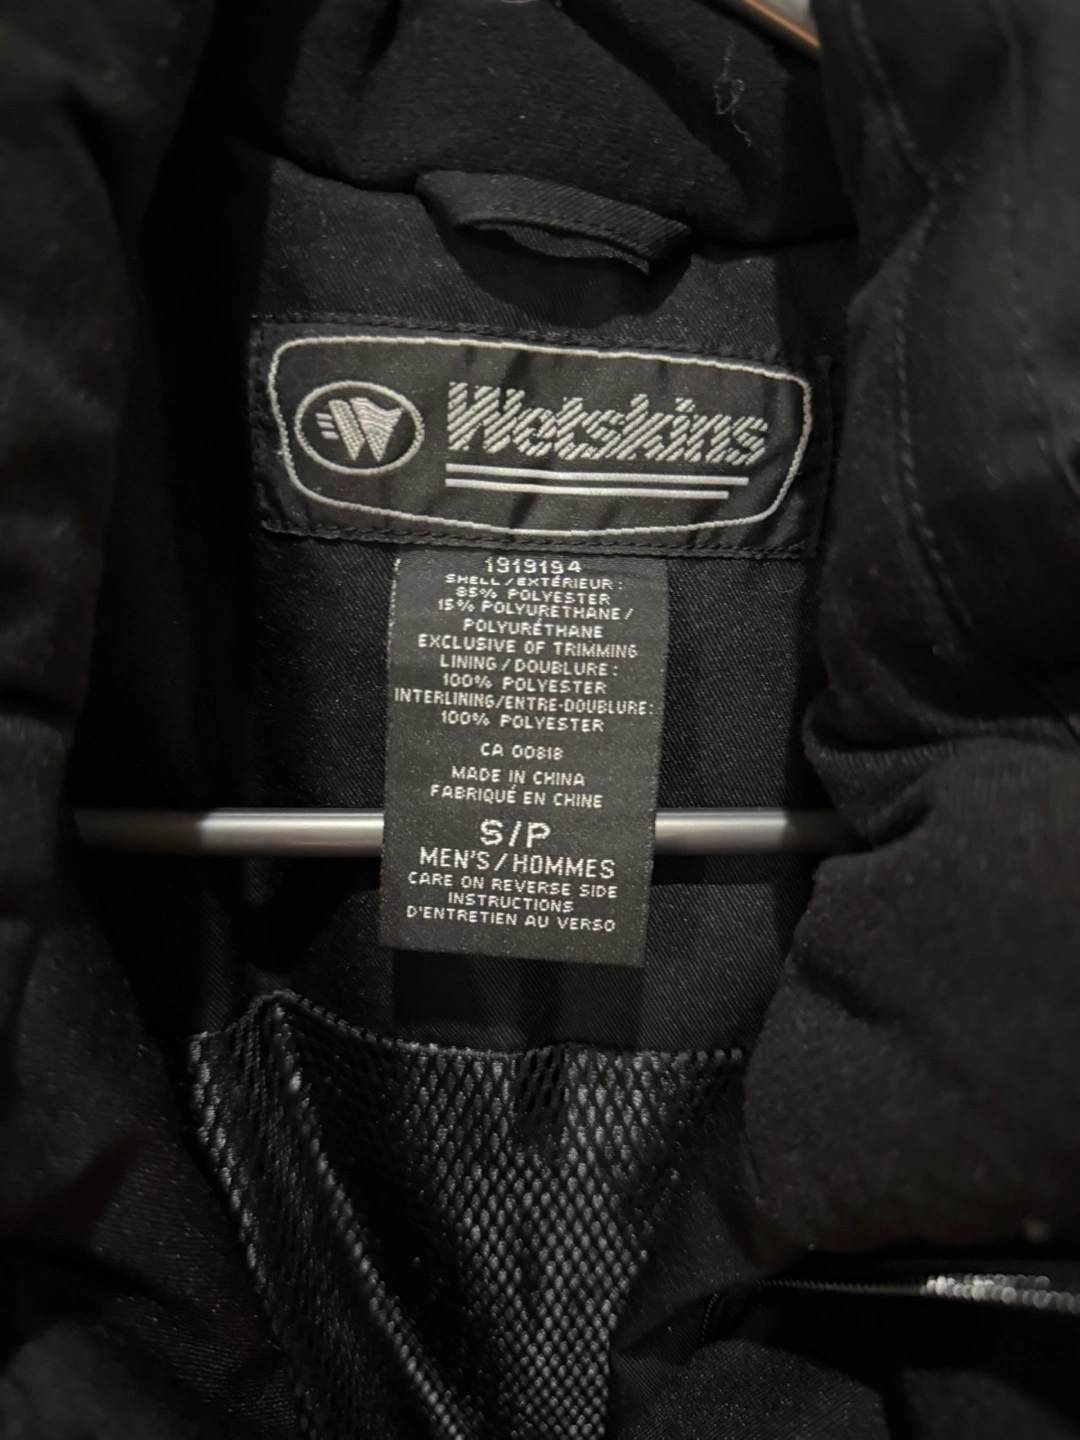 W Wetskins
1919194
SHELL/EXTÉRIEUR:
85% POLYESTER
15% POLYURETHANE/
POLYURÉTHANE
EXCLUSIVE OF TRIMMING
LINING/DOUBLURE:
100% POLYESTER
INTERLINING/ENTRE-DOUBLURE:
100% POLYESTER
CA 00818
MADE IN CHINA
FABRIQUÉ EN CHINE
S/P
MEN'S/HOMMES
CARE ON REVERSE SIDE
INSTRUCTIONS
D'ENTRETIEN AU VERSO